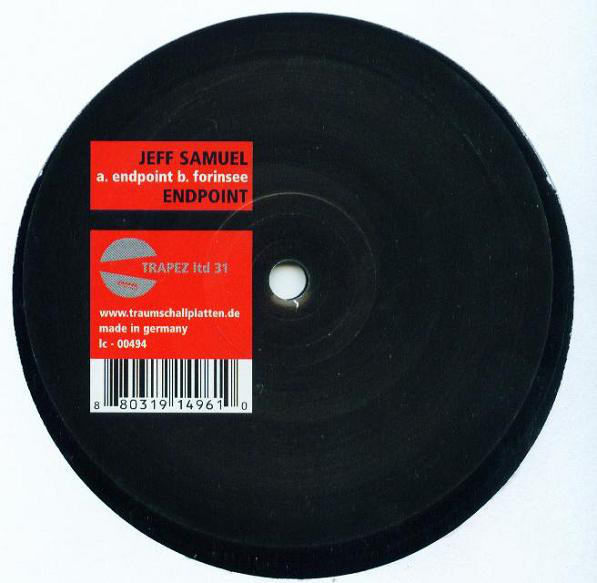 JEFF SAMUEL
a. endpoint b. forinsee
ENDPOINT
TRAPEZ ltd 31
www.traumschallplatten.de
made in germany
lc - 00494
8 80319 14961 0